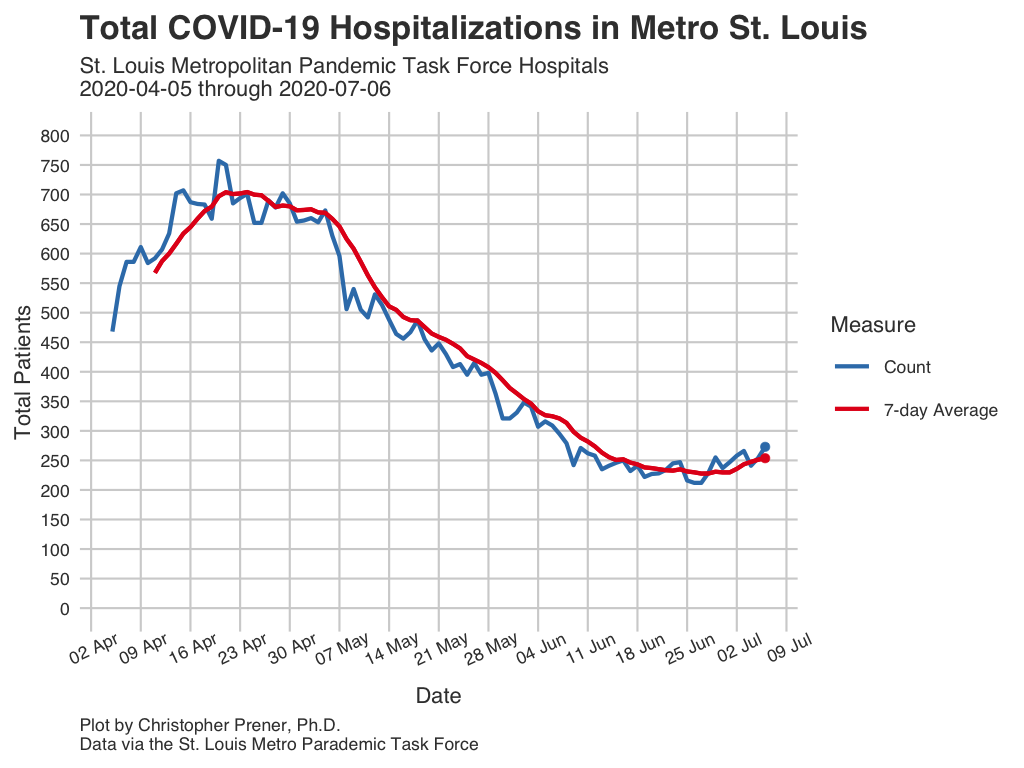 Total COVID-19 Hospitalizations in Metro St. Louis
St. Louis Metropolitan Pandemic Task Force Hospitals
2020-04-05 through 2020-07-06
800
750
700
650
600
550
500
450
400
350
300
250
200
150
100
50
0
Total Patients
02 Apr
09 Apr
16 Apr
23 Apr
30 Apr
07 May
14 May
21 May
28 May
04 Jun
11 Jun
18 Jun
25 Jun
02 Jul
09 Jul
Date
Measure
Count
7-day Average
Plot by Christopher Prener, Ph.D.
Data via the St. Louis Metro Parademic Task Force